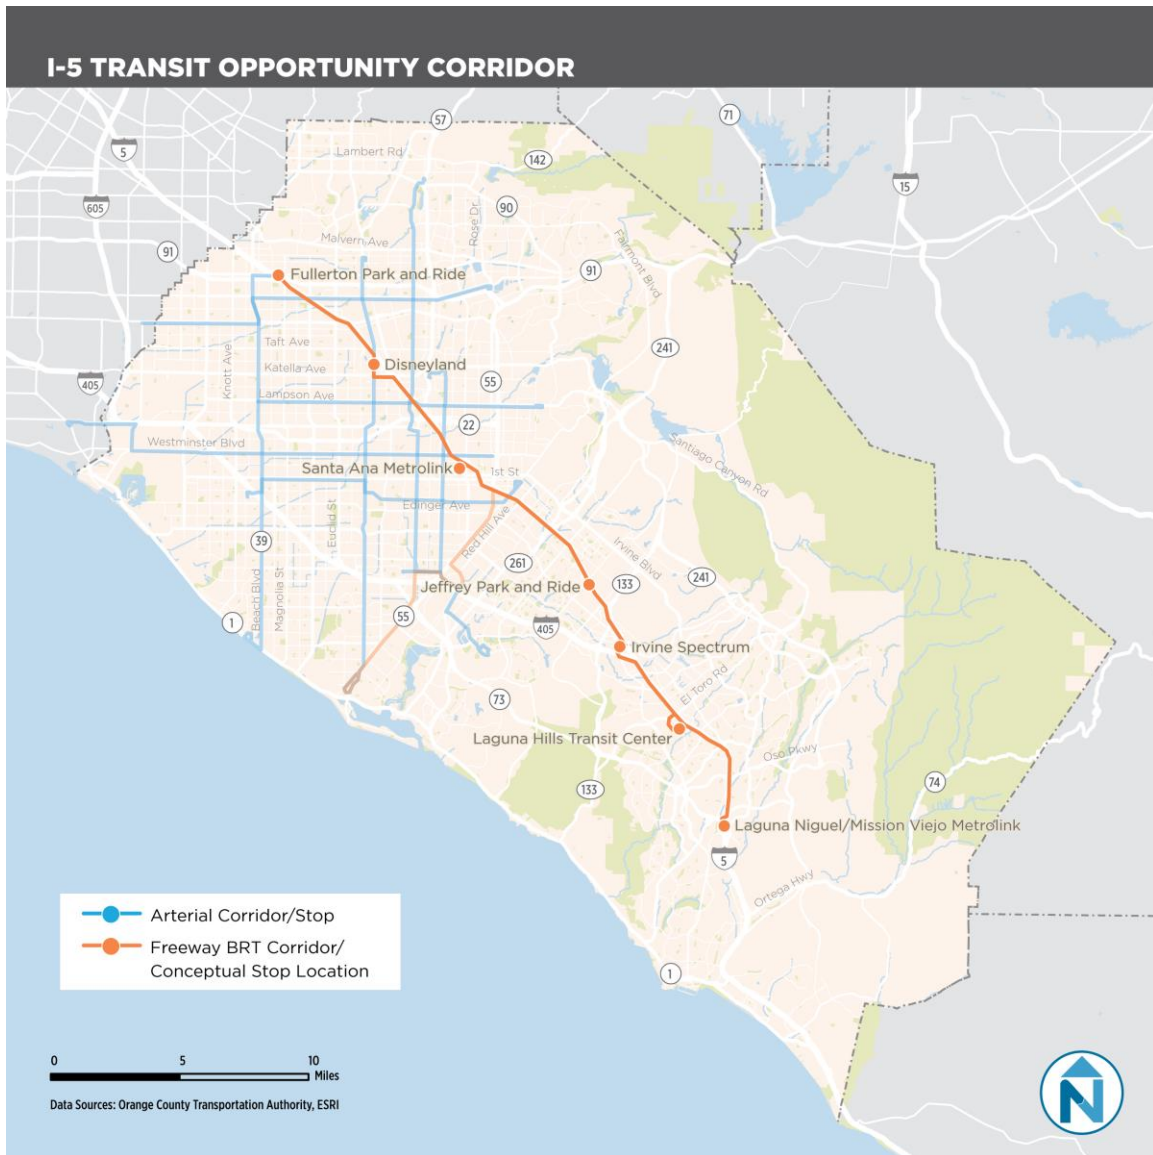 I-5 TRANSIT OPPORTUNITY CORRIDOR
57
71
5
Lambert Rd
142
15
605
90
Rose Dr
Malvern Ave
Fairmont Blvd
91
91
Fullerton Park and Ride
Taft Ave
241
Knott Ave
Katella Ave
Disneyland
405
55
Lampson Ave
22
Westminster Blvd
Santa Ana Metrolink
1st St
Santiago Canyon Rd
Edinger Ave
Euclid St
Red Hill Ave
39
261
Irvine Blvd
241
Jeffrey Park and Ride
133
Beach Blvd
Magnolia St
1
55
405
Irvine Spectrum
El Toro Rd
73
Laguna Hills Transit Center
Oso Pkwy
133
74
Laguna Niguel/Mission Viejo Metrolink
5
Ortega Hwy
1
Arterial Corridor/Stop
Freeway BRT Corridor/
Conceptual Stop Location
0 5 10
Miles
Data Sources: Orange County Transportation Authority, ESRI
N